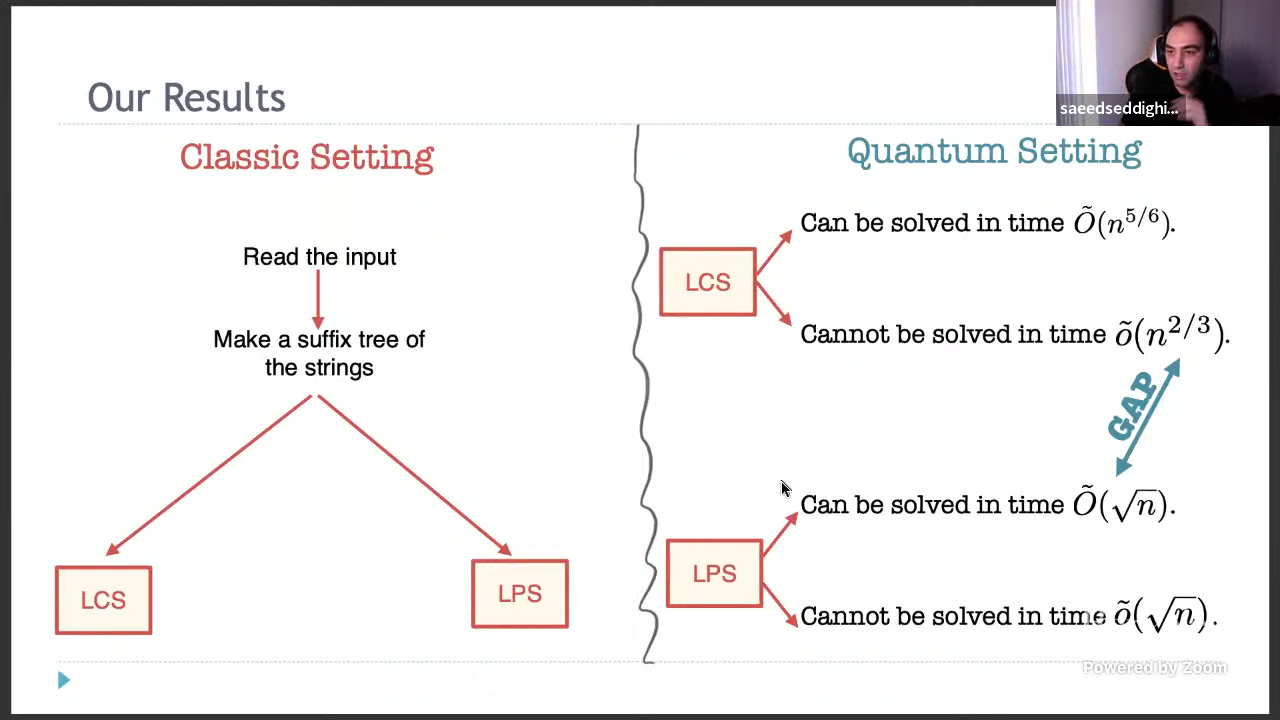 saeedseddighi...
Our Results
Classic Setting
Read the input
Make a suffix tree of
the strings
LCS
LPS
Quantum Setting
LCS
Can be solved in time Õ(n^{5/6}).
Cannot be solved in time õ(n^{2/3}).
GAP
LPS
Can be solved in time Õ(√n).
Cannot be solved in time õ(√n).
Powered by Zoom